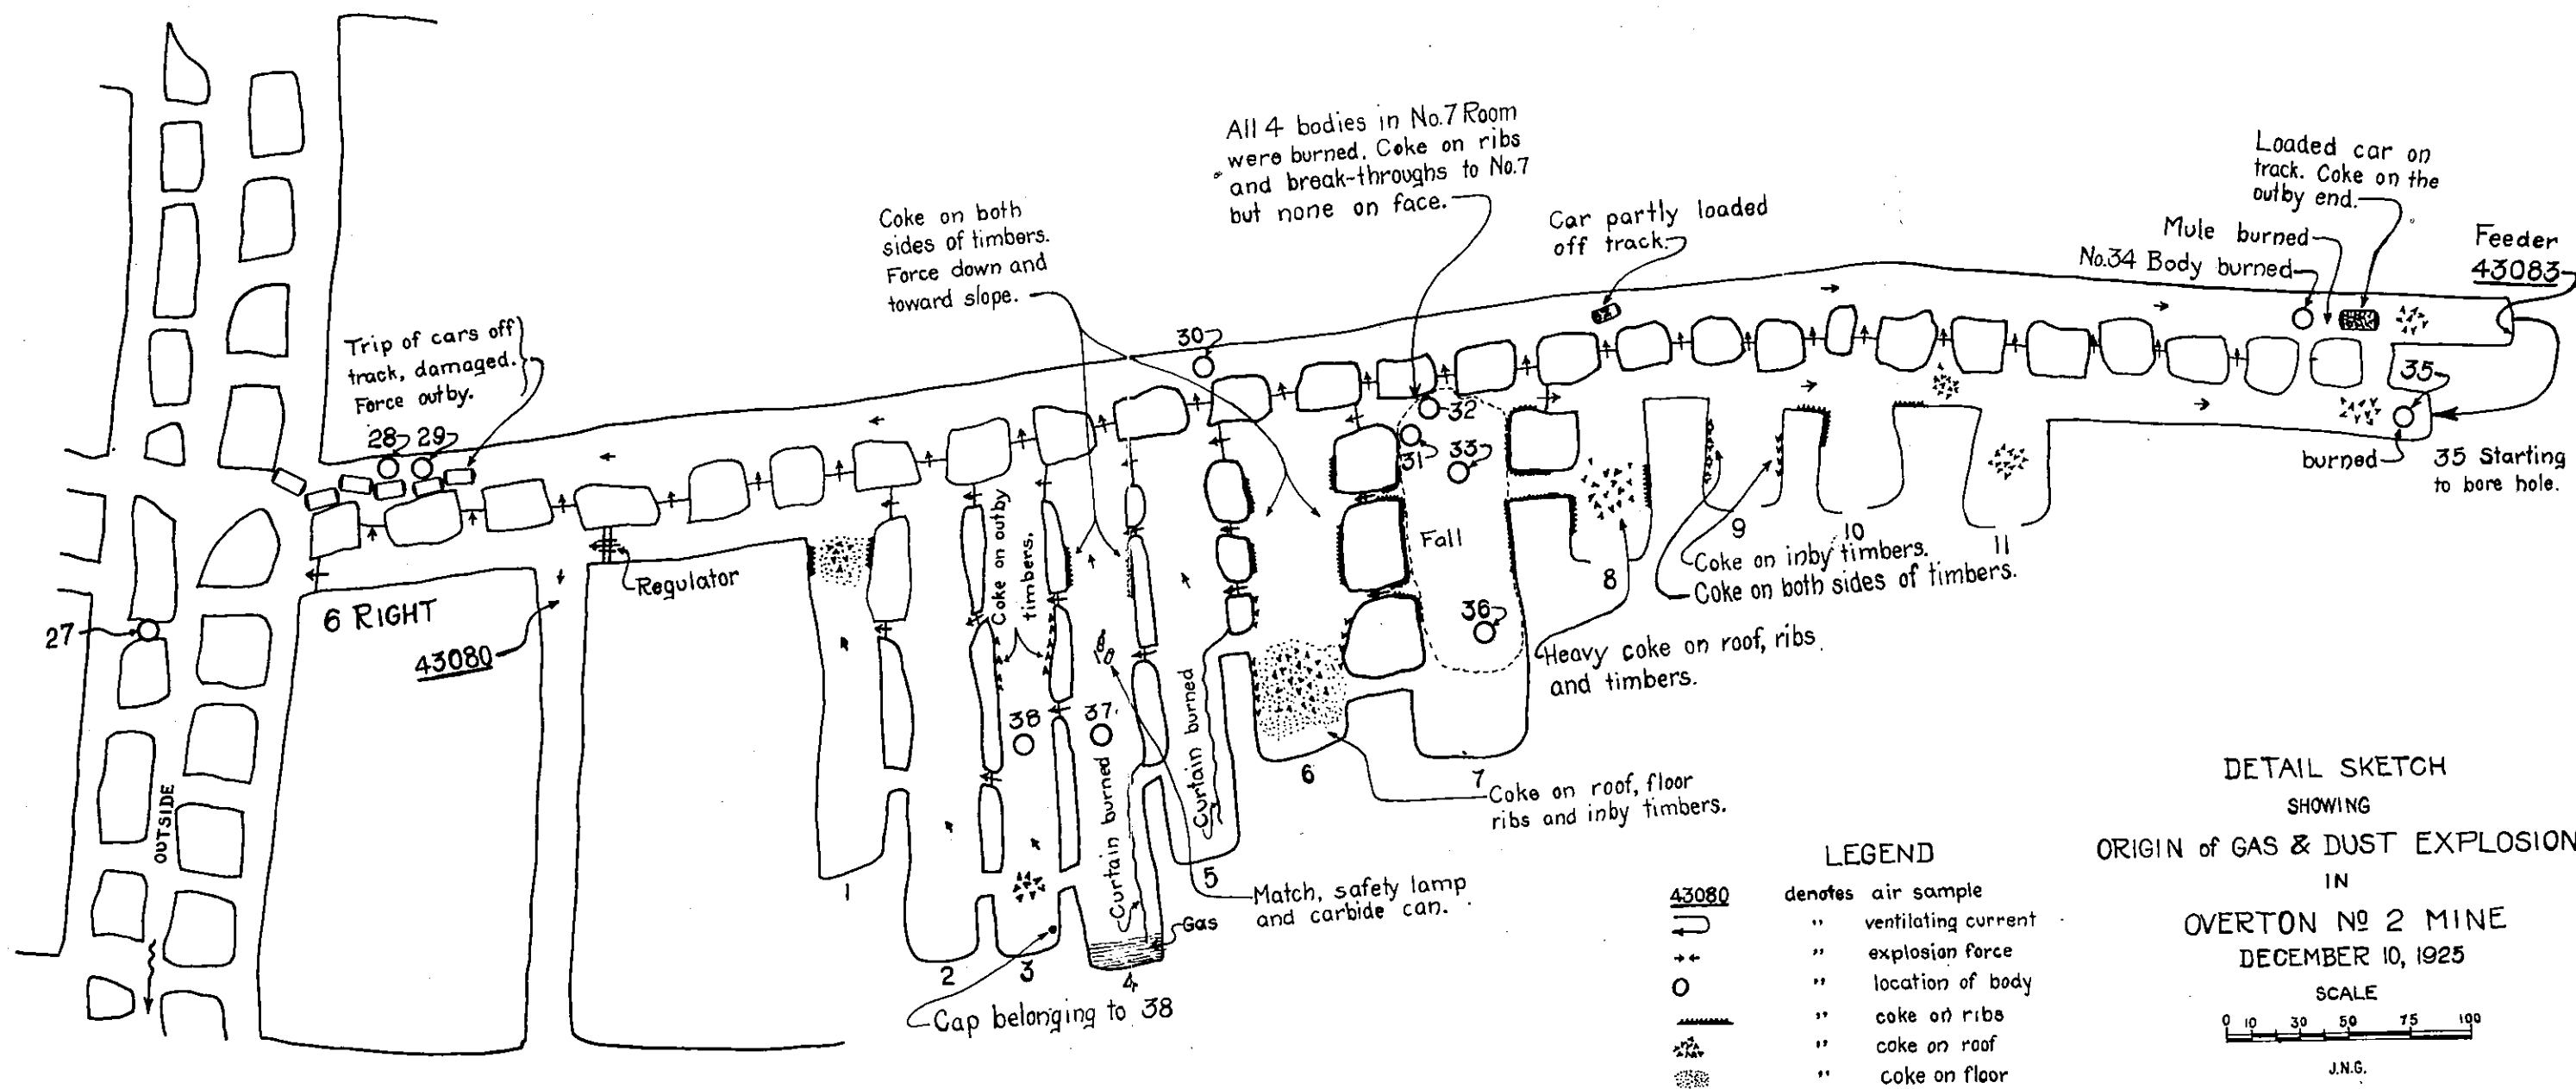 All 4 bodies in No.7 Room
were burned. Coke on ribs
and break-throughs to No.7
but none on face.
Loaded car on
track. Coke on the
outby end.
Coke on both
sides of timbers.
Force down and
toward slope.
Car partly loaded
off track.
Mule burned
No.34 Body burned
Feeder
43083
Trip of cars off
track, damaged.
Force outby.
28 29
30
32
31
33
35
burned
35 Starting
to bore hole.
Fall
36
Regulator
6 RIGHT
43080
27
OUTSIDE
Coke on outby
timbers.
38
37
Curtain burned
Curtain burned
8
9
10
11
Coke on inby timbers.
Coke on both sides of timbers.
Heavy coke on roof, ribs
and timbers.
6
7
Coke on roof, floor
ribs and inby timbers.
1
2
3
4
5
Match, safety lamp
and carbide can.
Gas
Cap belonging to 38
LEGEND
43080 denotes air sample
" ventilating current
" explosion force
" location of body
" coke on ribs
" coke on roof
" coke on floor
DETAIL SKETCH
SHOWING
ORIGIN of GAS & DUST EXPLOSION
IN
OVERTON Nº 2 MINE
DECEMBER 10, 1925
SCALE
0 10 30 50 75 100
J.N.G.